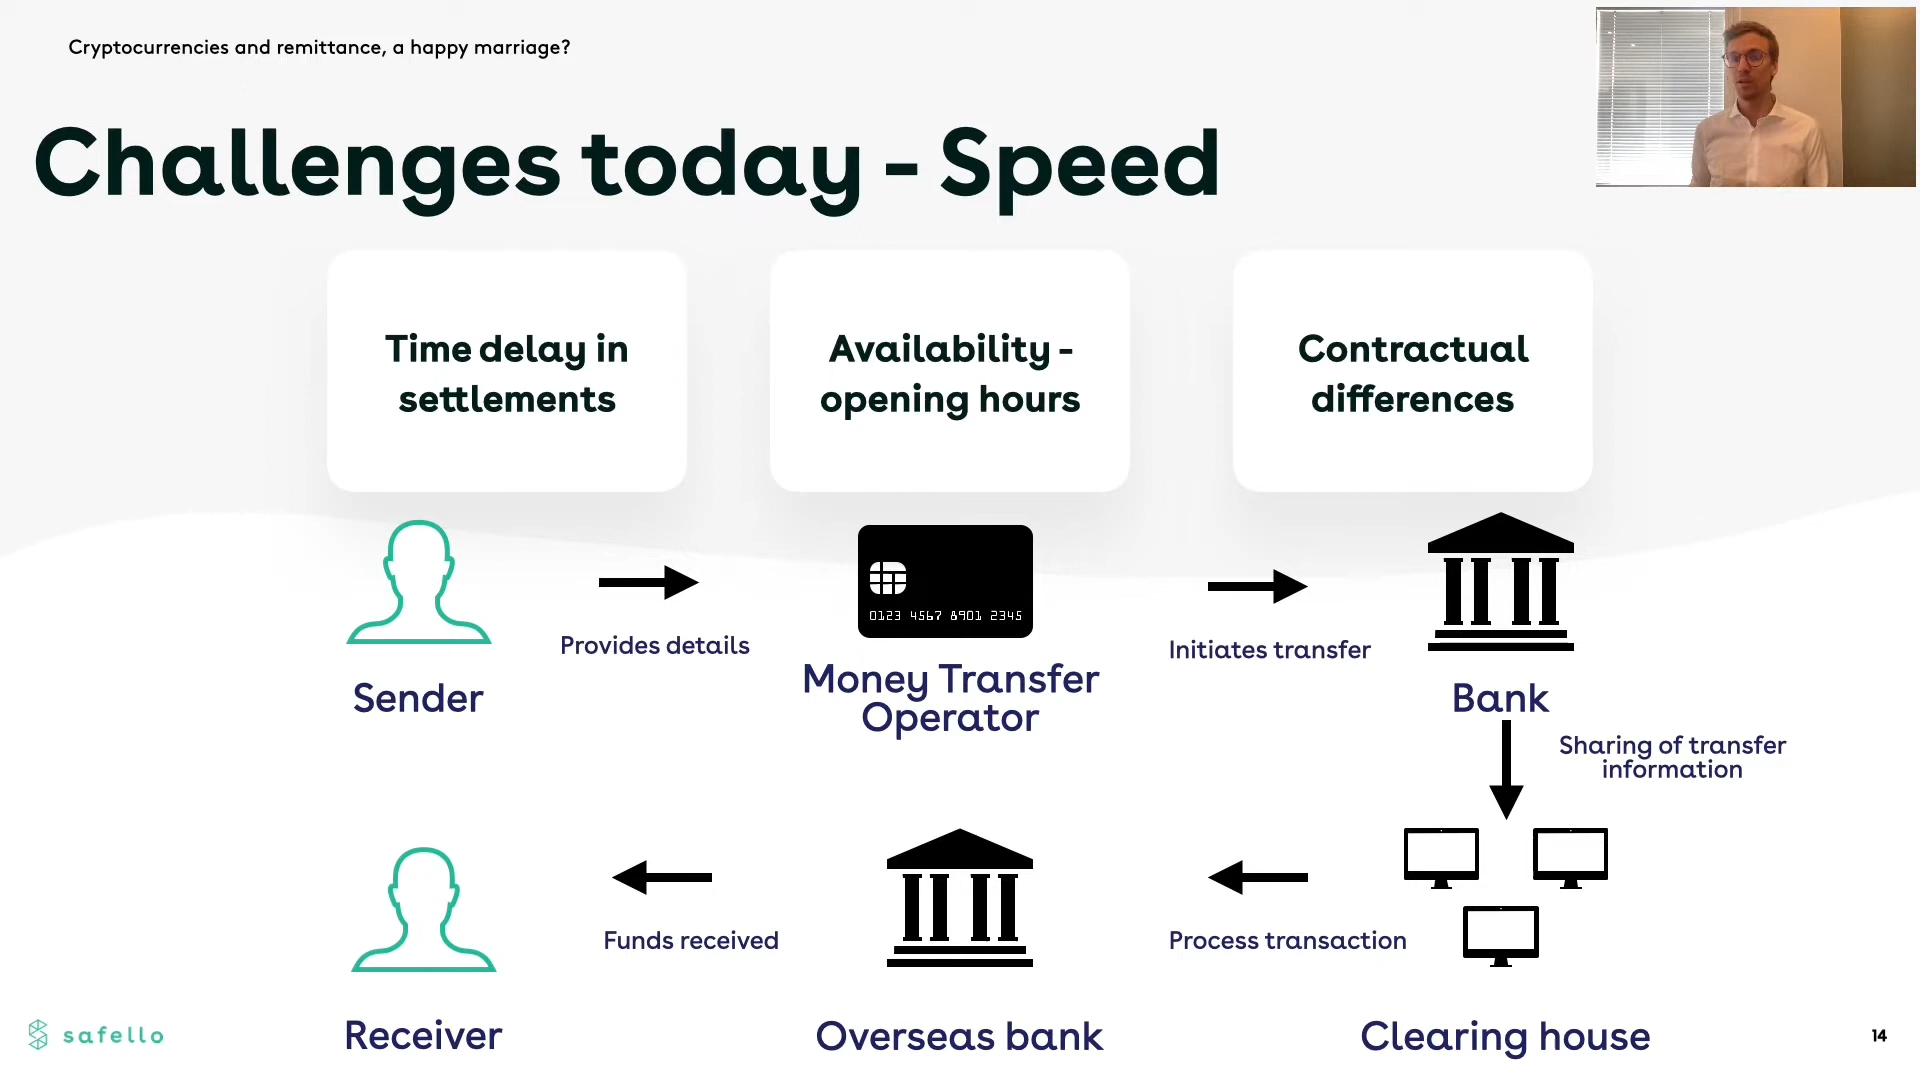 Cryptocurrencies and remittance, a happy marriage?
Challenges today - Speed
Time delay in
settlements
Availability -
opening hours
Contractual
differences
0123 4567 8901 2345
Provides details
Initiates transfer
Sender
Money Transfer
Operator
Bank
Sharing of transfer
information
Funds received
Process transaction
Receiver
Overseas bank
Clearing house
safello
14